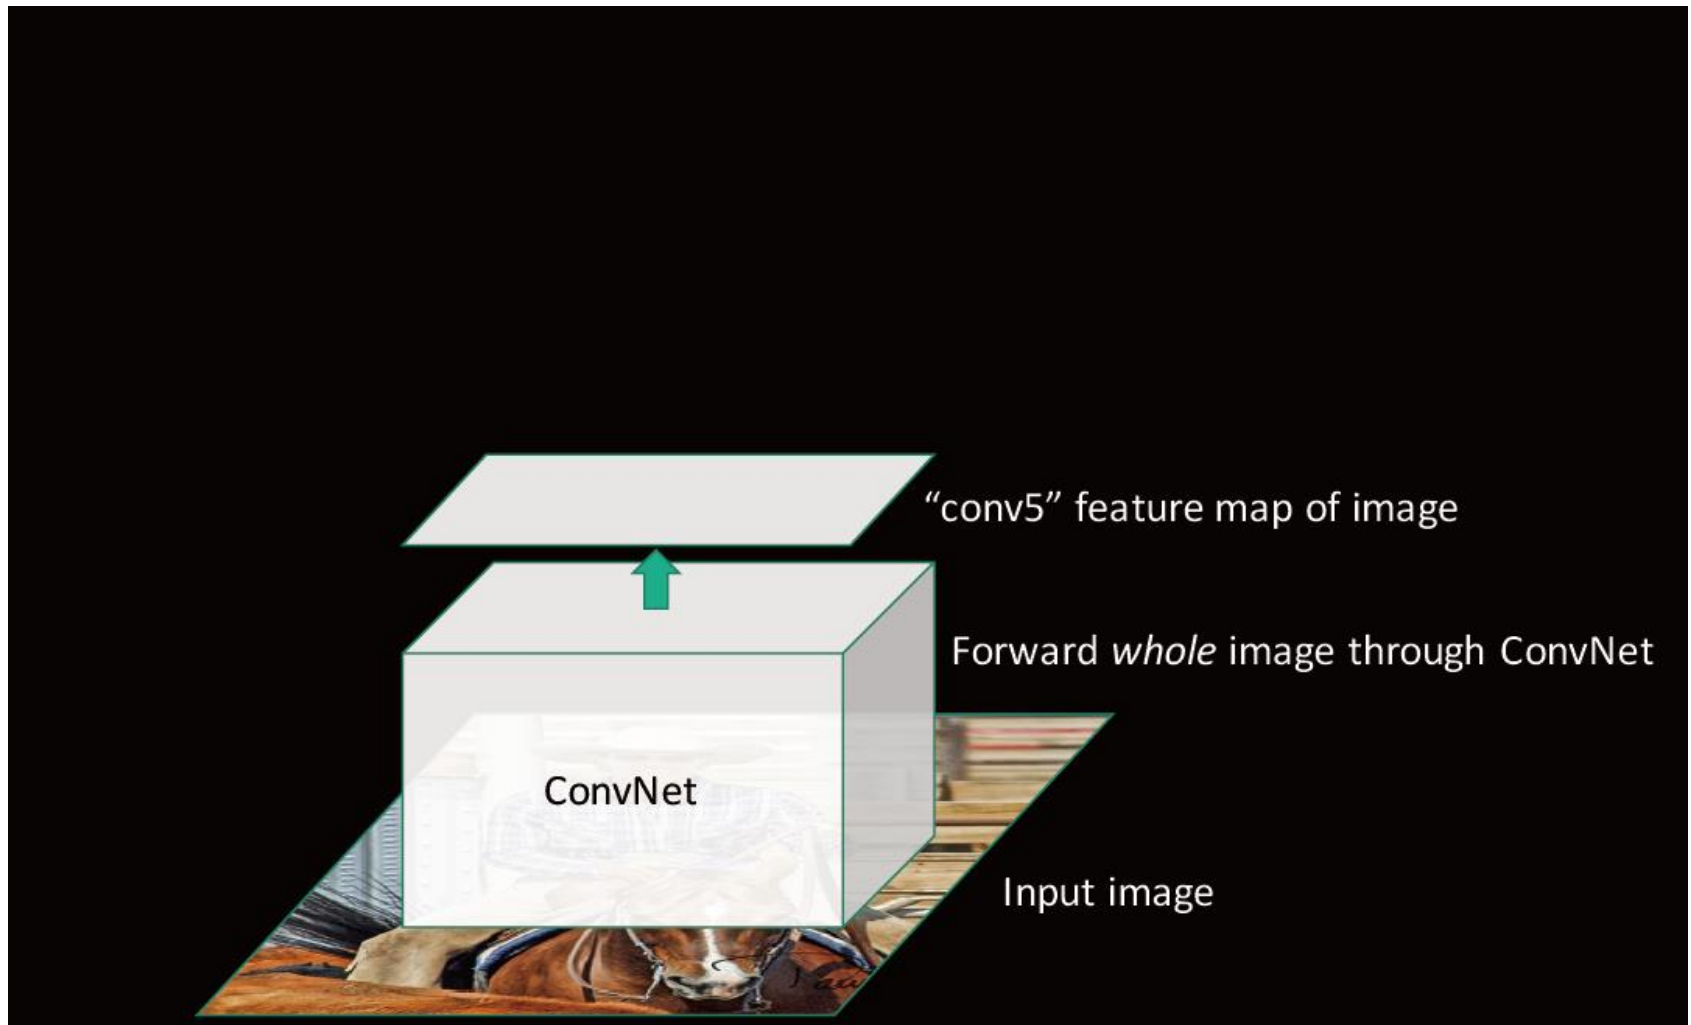 “conv5” feature map of image
Forward whole image through ConvNet
ConvNet
Input image